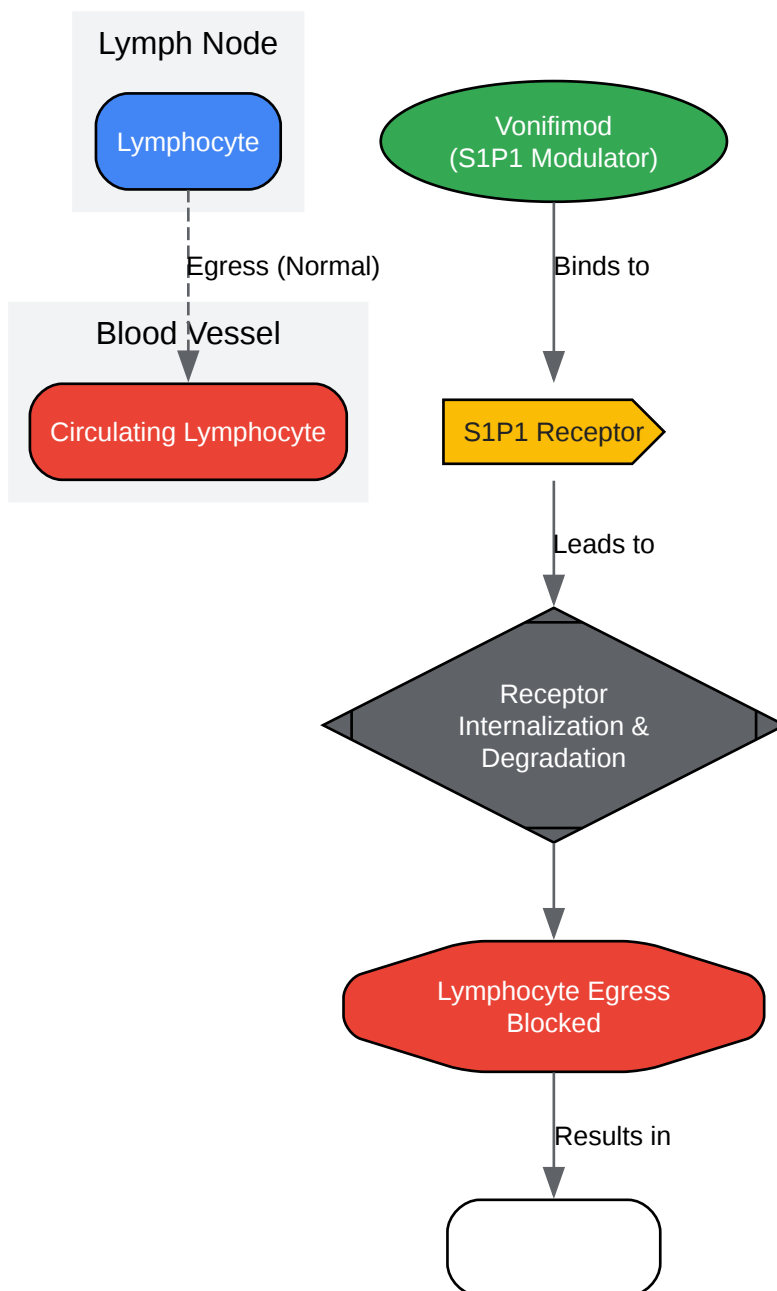 Lymph Node
Lymphocyte
Egress (Normal)
Blood Vessel
Circulating Lymphocyte
Vonifimod
(S1P1 Modulator)
Binds to
S1P1 Receptor
Leads to
Receptor
Internalization &
Degradation
Lymphocyte Egress
Blocked
Results in